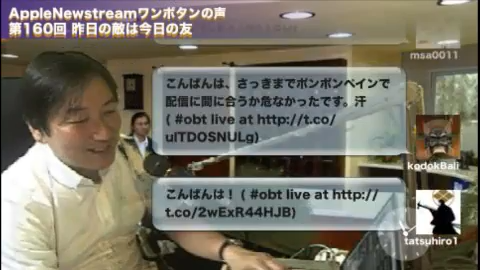 AppleNewstreamワンボタンの声
第160回 昨日の敵は今日の友
msa0011
こんばんは、さっきまでポンポンペインで
配信に間に合うか危なかったです。汗
( #obt live at http://t.co/
ulTDOSNULg)
kodokBali
こんばんは！ ( #obt live at http://
t.co/2wExR44HJB)
tatsuhiro1